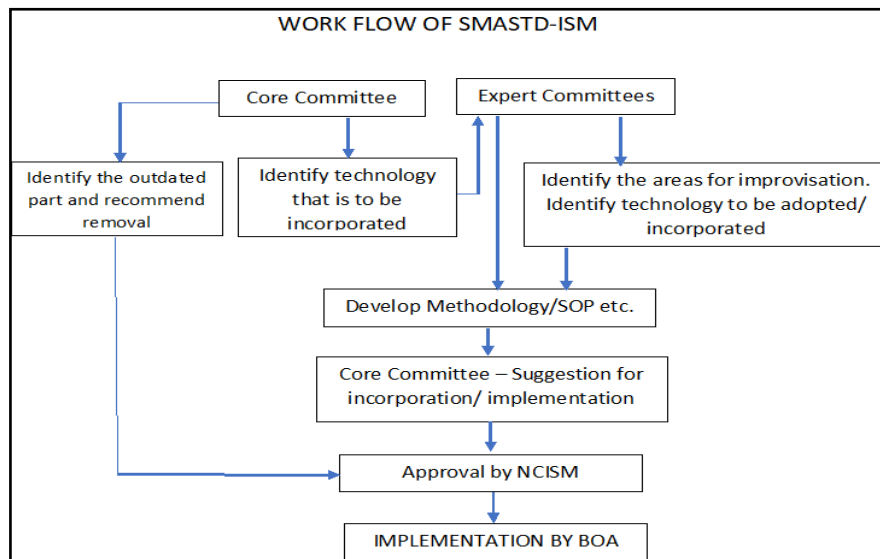 WORK FLOW OF SMASTD-ISM
Core Committee
Expert Committees
Identify the outdated
part and recommend
removal
Identify technology
that is to be
incorporated
Identify the areas for improvisation.
Identify technology to be adopted/
incorporated
Develop Methodology/SOP etc.
Core Committee – Suggestion for
incorporation/ implementation
Approval by NCISM
IMPLEMENTATION BY BOA